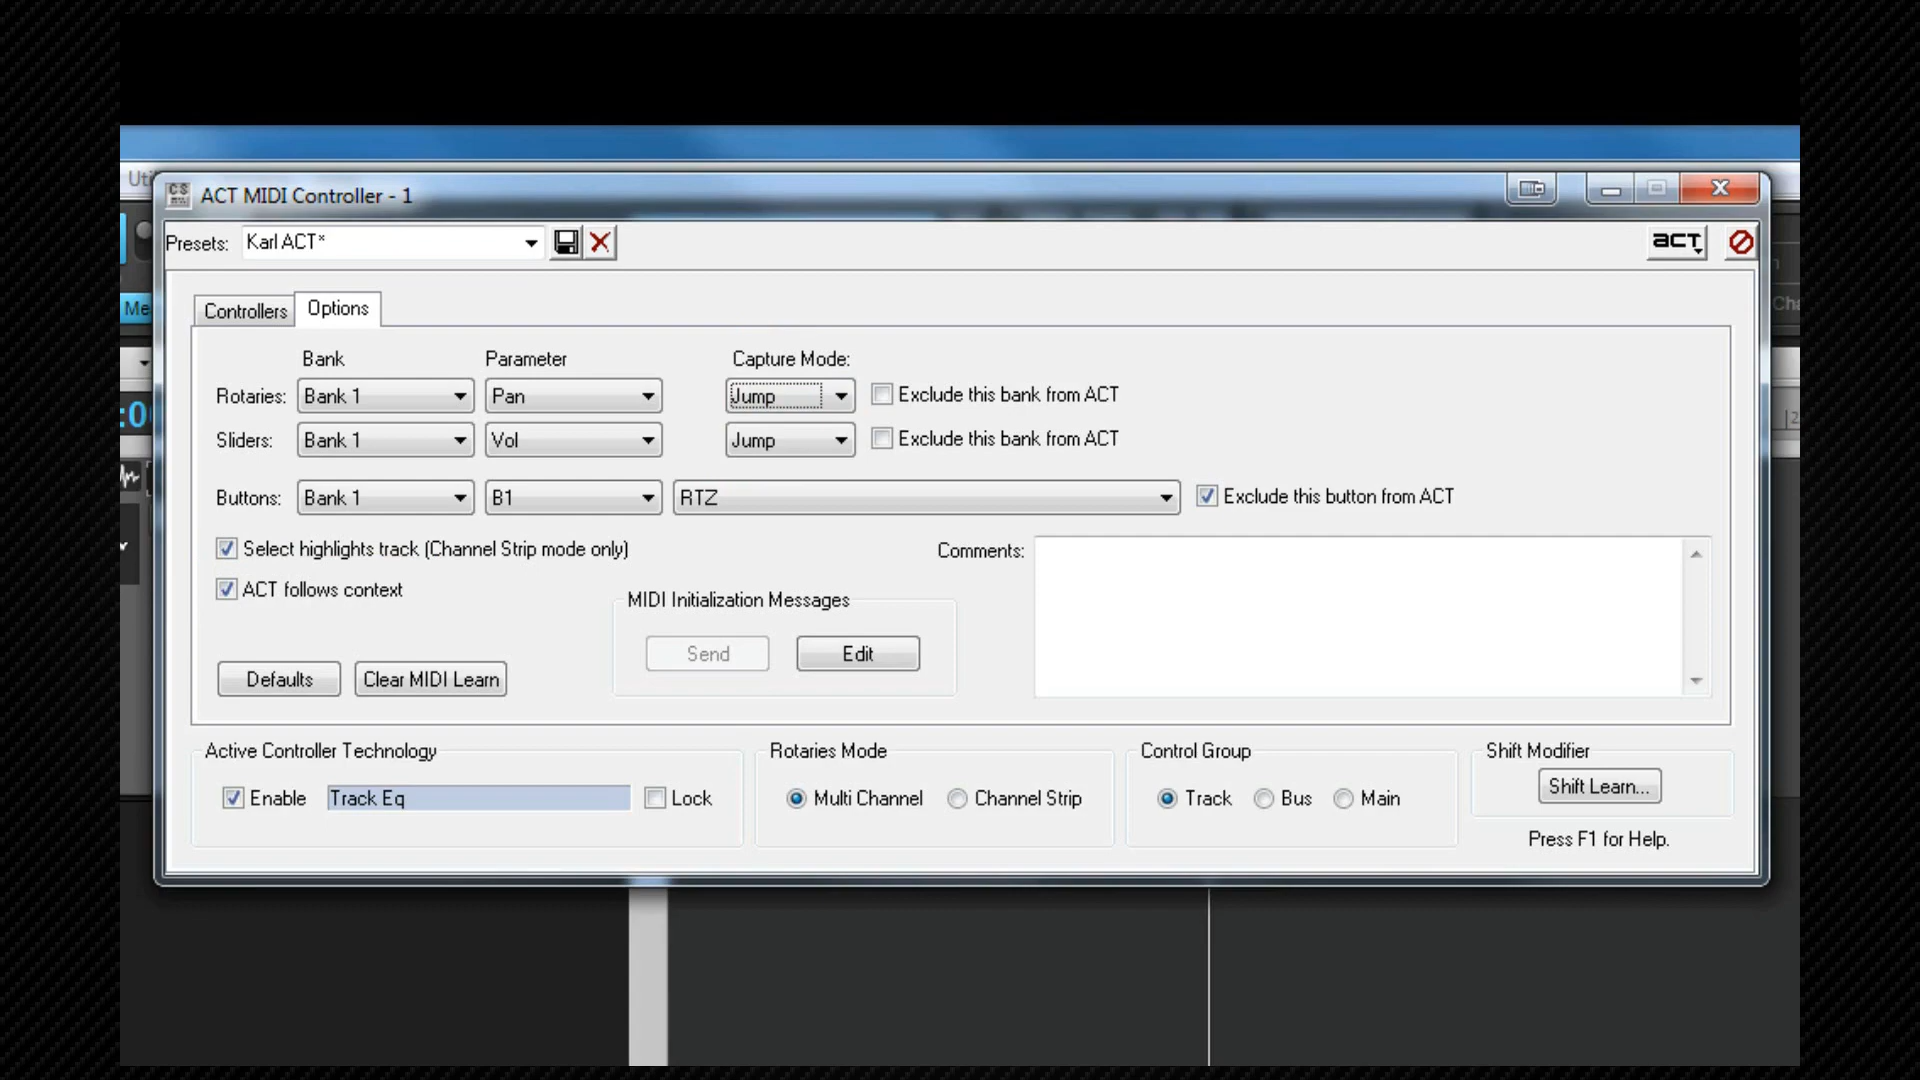 Uti
ACT MIDI Controller - 1
Presets: Karl ACT*
ACT
Me
Controllers Options
Bank Parameter Capture Mode:
Rotaries: Bank 1 Pan Jump Exclude this bank from ACT
:0
Sliders: Bank 1 Vol Jump Exclude this bank from ACT
Buttons: Bank 1 B1 RTZ Exclude this button from ACT
Select highlights track (Channel Strip mode only) Comments:
ACT follows context
MIDI Initialization Messages
Send Edit
Defaults Clear MIDI Learn
Active Controller Technology Rotaries Mode Control Group Shift Modifier
Enable Track Eq Lock Multi Channel Channel Strip Track Bus Main Shift Learn...
Press F1 for Help.